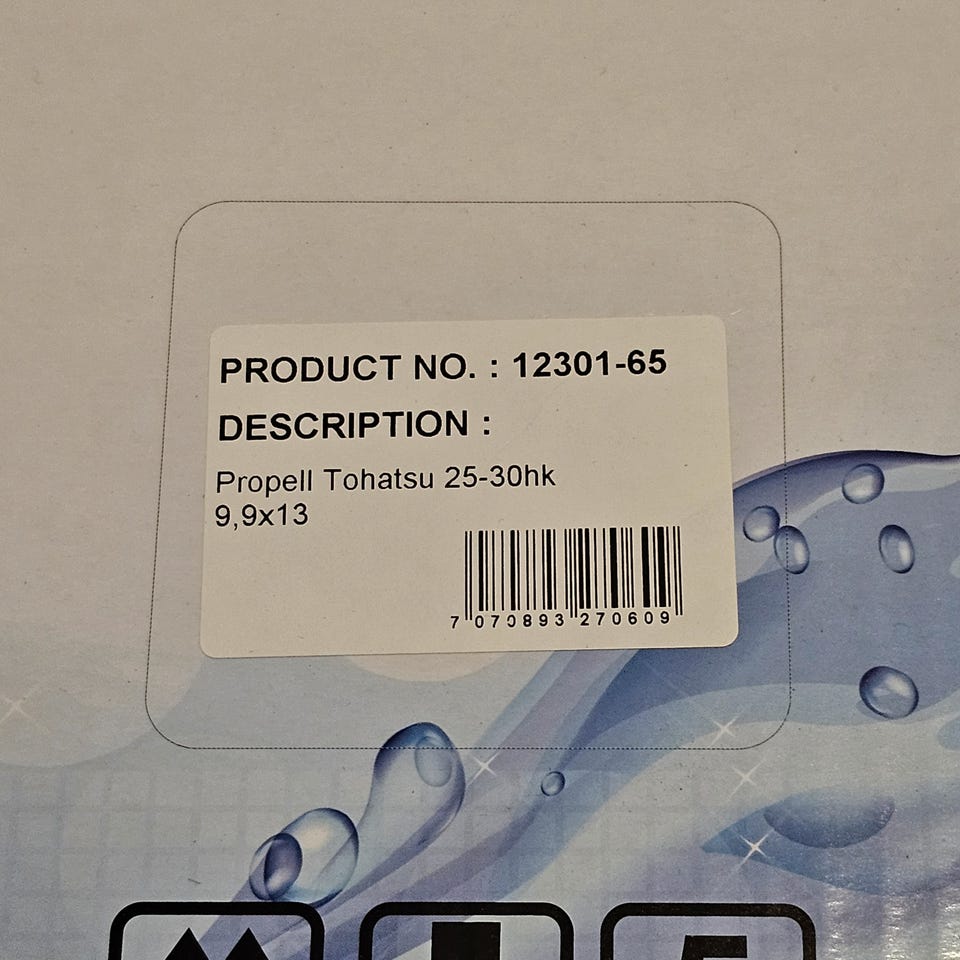 PRODUCT NO. : 12301-65
DESCRIPTION :
Propell Tohatsu 25-30hk
9,9x13
7 070893 270609